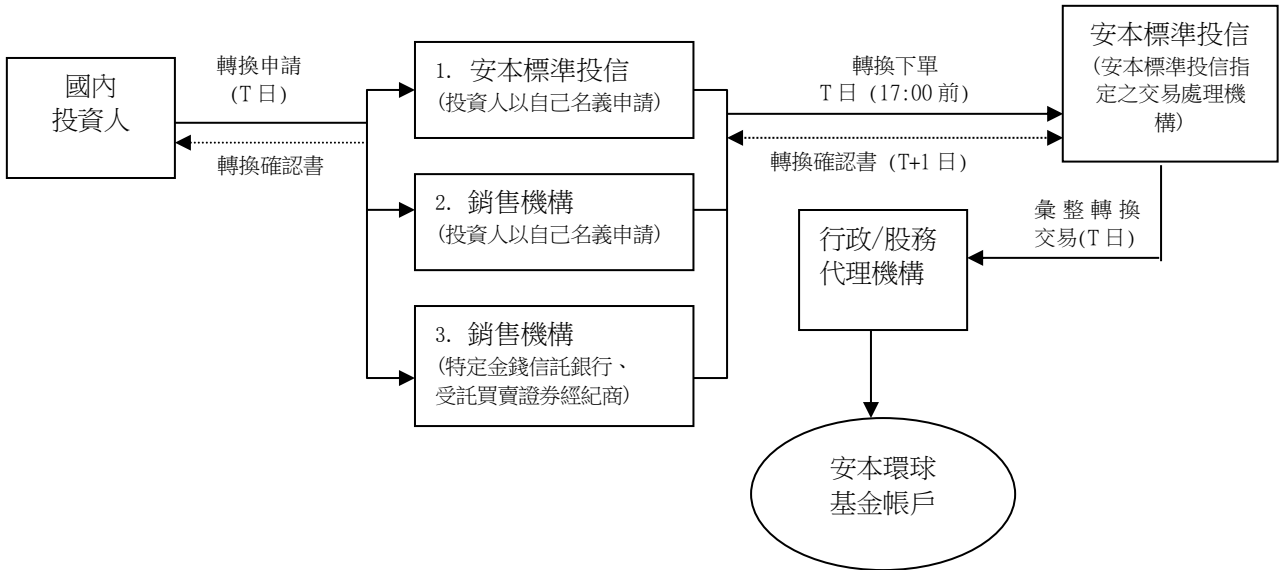 國內
投資人
轉換申請
(T 日)
轉換確認書
1. 安本標準投信
(投資人以自己名義申請)
2. 銷售機構
(投資人以自己名義申請)
3. 銷售機構
(特定金錢信託銀行、
受託買賣證券經紀商)
轉換下單
T 日 (17:00 前)
轉換確認書 (T+1 日)
安本標準投信
(安本標準投信指
定之交易處理機
構)
彙 整 轉 換
交易(T 日)
行政/股務
代理機構
安本環球
基金帳戶